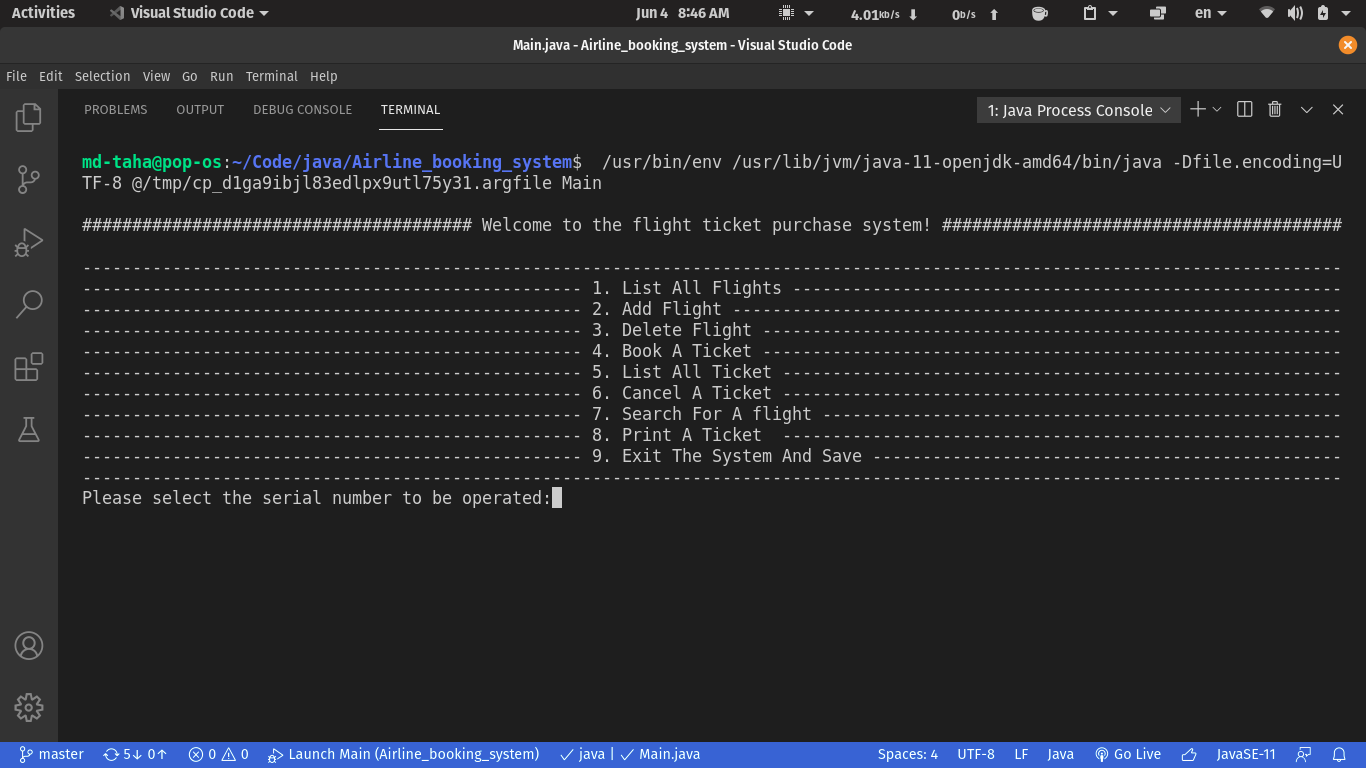 Activities Visual Studio Code Jun 4 8:46 AM 4.01kb/s 0b/s en
Main.java - Airline_booking_system - Visual Studio Code
File Edit Selection View Go Run Terminal Help
PROBLEMS OUTPUT DEBUG CONSOLE TERMINAL 1: Java Process Console
md-taha@pop-os:~/Code/java/Airline_booking_system$  /usr/bin/env /usr/lib/jvm/java-11-openjdk-amd64/bin/java -Dfile.encoding=U
TF-8 @/tmp/cp_d1ga9ibjl83edlpx9utl75y31.argfile Main
####################################### Welcome to the flight ticket purchase system! ########################################
------------------------------------------------------------------------------------------------------------------------------
-------------------------------------------------- 1. List All Flights -------------------------------------------------------
-------------------------------------------------- 2. Add Flight -------------------------------------------------------------
-------------------------------------------------- 3. Delete Flight ----------------------------------------------------------
-------------------------------------------------- 4. Book A Ticket ----------------------------------------------------------
-------------------------------------------------- 5. List All Ticket --------------------------------------------------------
-------------------------------------------------- 6. Cancel A Ticket --------------------------------------------------------
-------------------------------------------------- 7. Search For A flight ----------------------------------------------------
-------------------------------------------------- 8. Print A Ticket  --------------------------------------------------------
-------------------------------------------------- 9. Exit The System And Save -----------------------------------------------
------------------------------------------------------------------------------------------------------------------------------
Please select the serial number to be operated:
master 5↓ 0↑ 0 0 Launch Main (Airline_booking_system) java | Main.java Spaces: 4 UTF-8 LF Java Go Live JavaSE-11